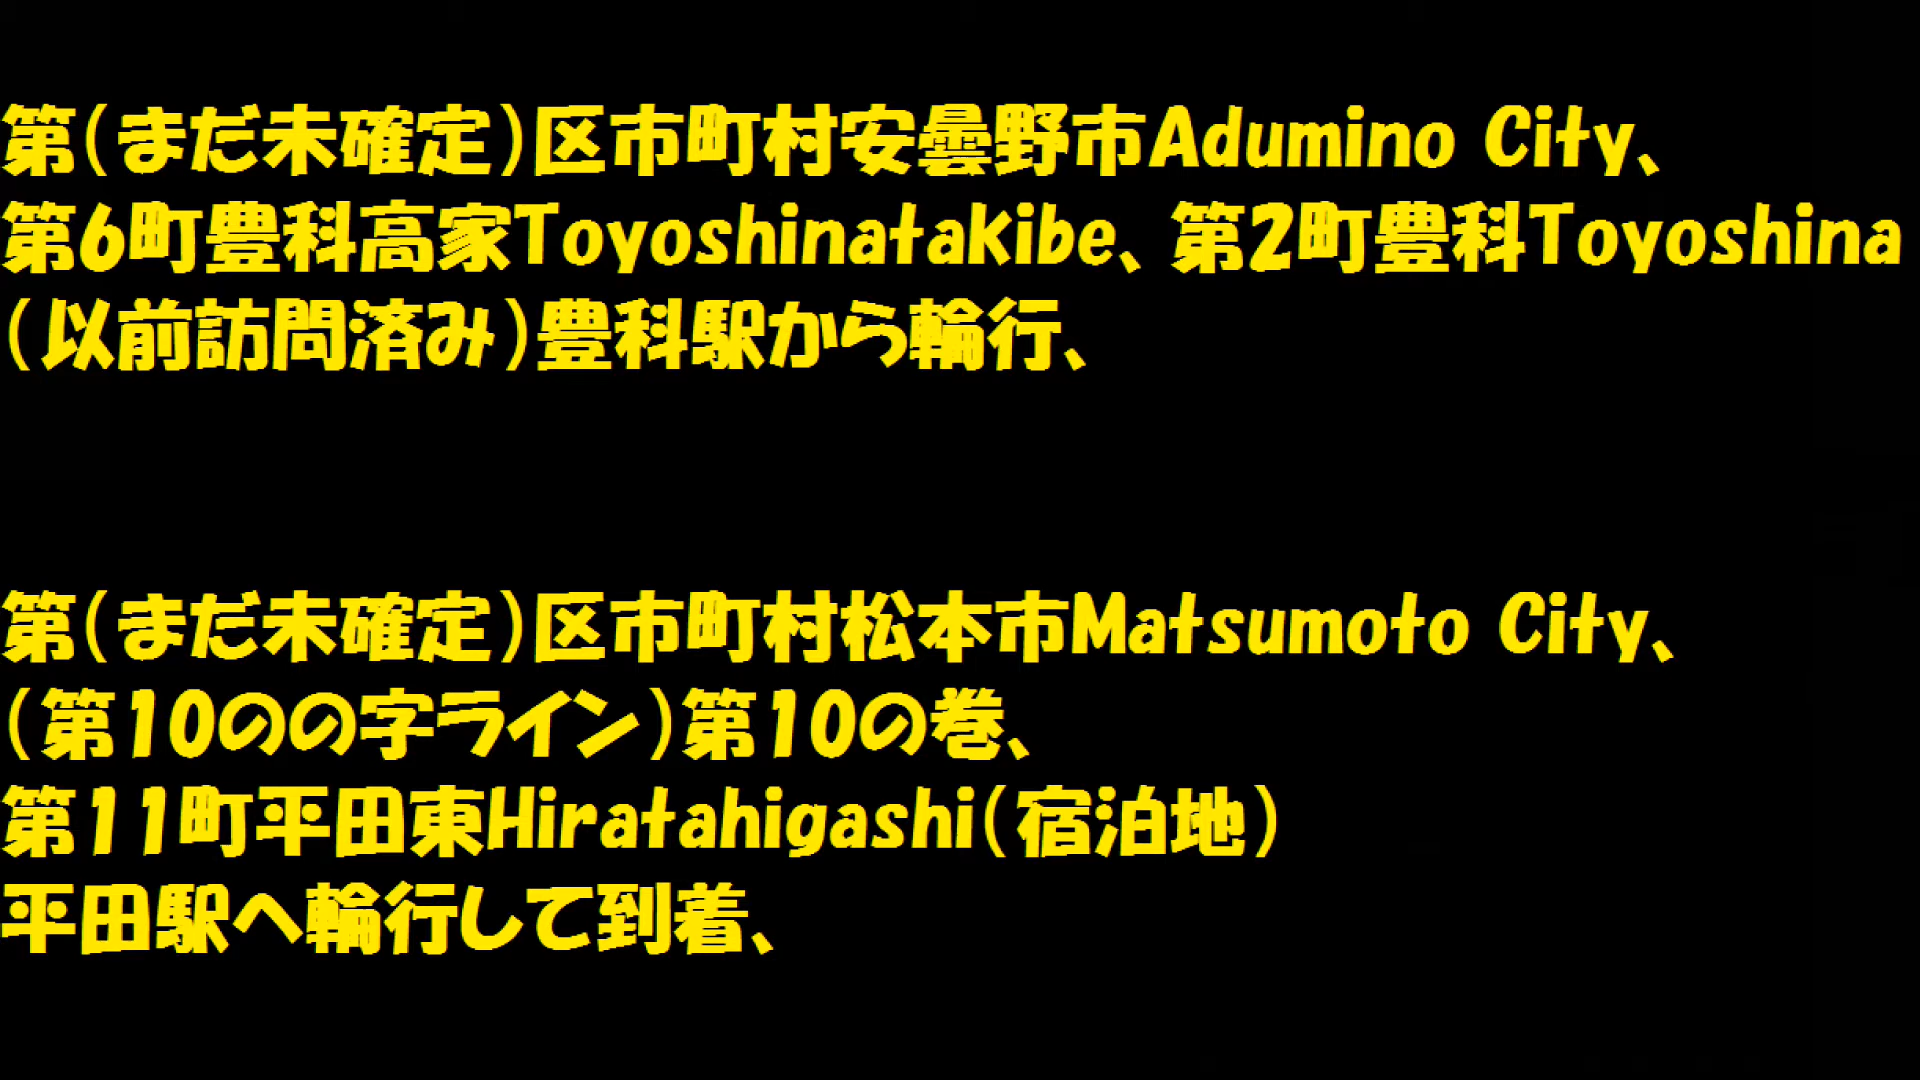 第(まだ未確定)区市町村安曇野市Adumino City、
第6町豊科高家Toyoshinatakibe、第2町豊科Toyoshina
(以前訪問済み)豊科駅から輪行、
第(まだ未確定)区市町村松本市Matsumoto City、
(第10のの字ライン)第10の巻、
第11町平田東Hiratahigashi(宿泊地)
平田駅へ輪行して到着、